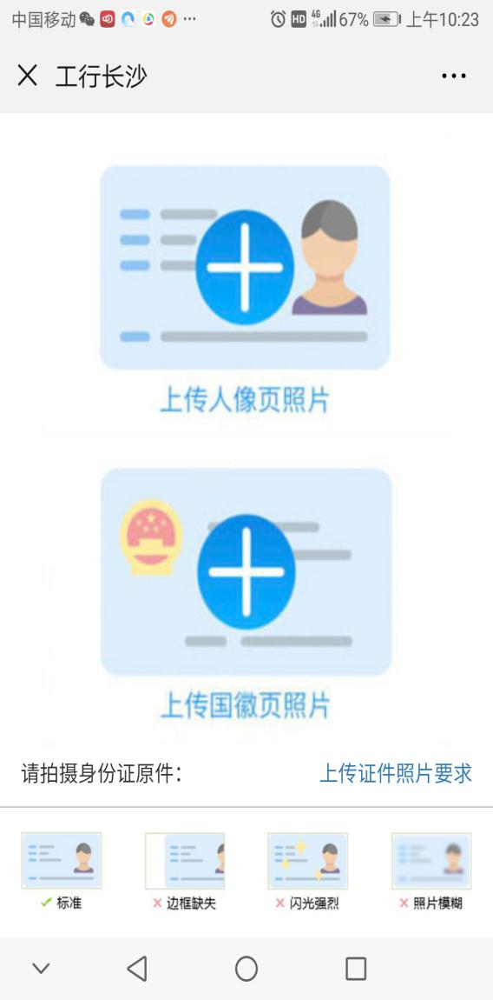 中国移动 HD 4G 67% 上午10:23
工行长沙
上传人像页照片
上传国徽页照片
请拍摄身份证原件： 上传证件照片要求
标准 边框缺失 闪光强烈 照片模糊